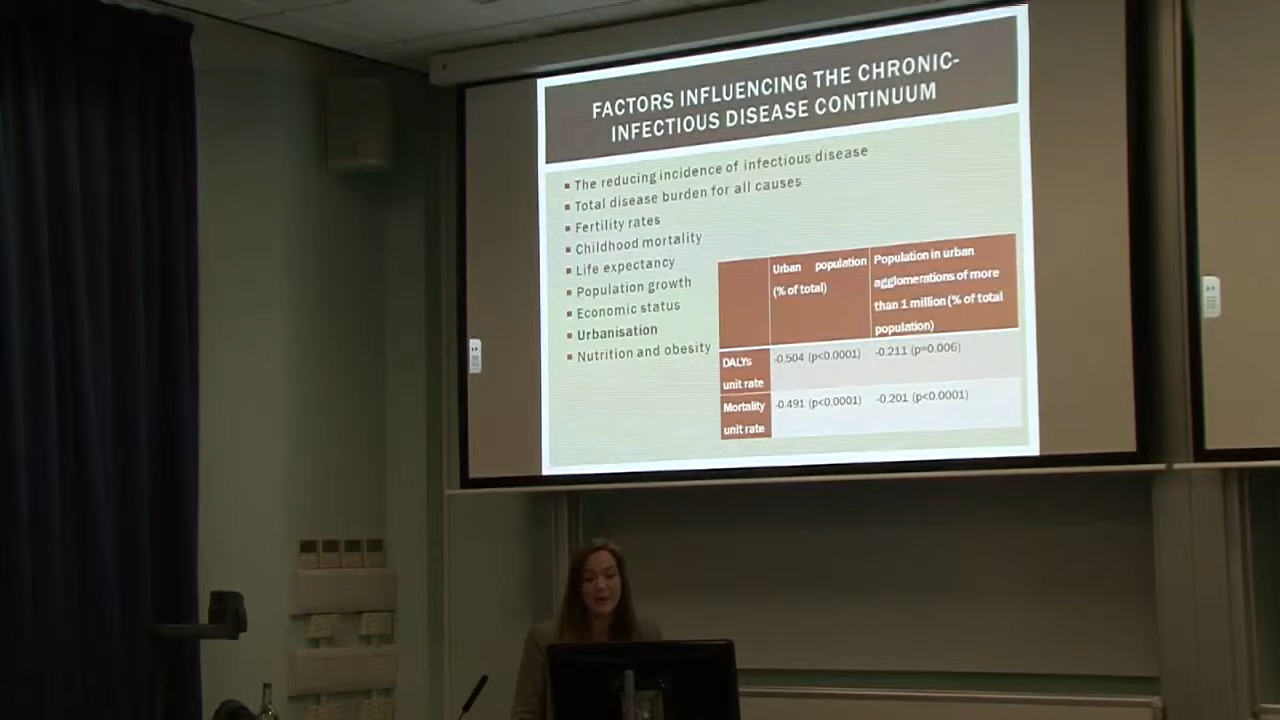 FACTORS INFLUENCING THE CHRONIC-
INFECTIOUS DISEASE CONTINUUM
The reducing incidence of infectious disease
Total disease burden for all causes
Fertility rates
Childhood mortality
Life expectancy
Population growth
Economic status
Urbanisation
Nutrition and obesity
Urban population
(% of total)
Population in urban
agglomerations of more
than 1 million (% of total
population)
DALYs
unit rate
-0.504 (p<0.0001)
-0.211 (p=0.006)
Mortality
unit rate
-0.491 (p<0.0001)
-0.201 (p<0.0001)